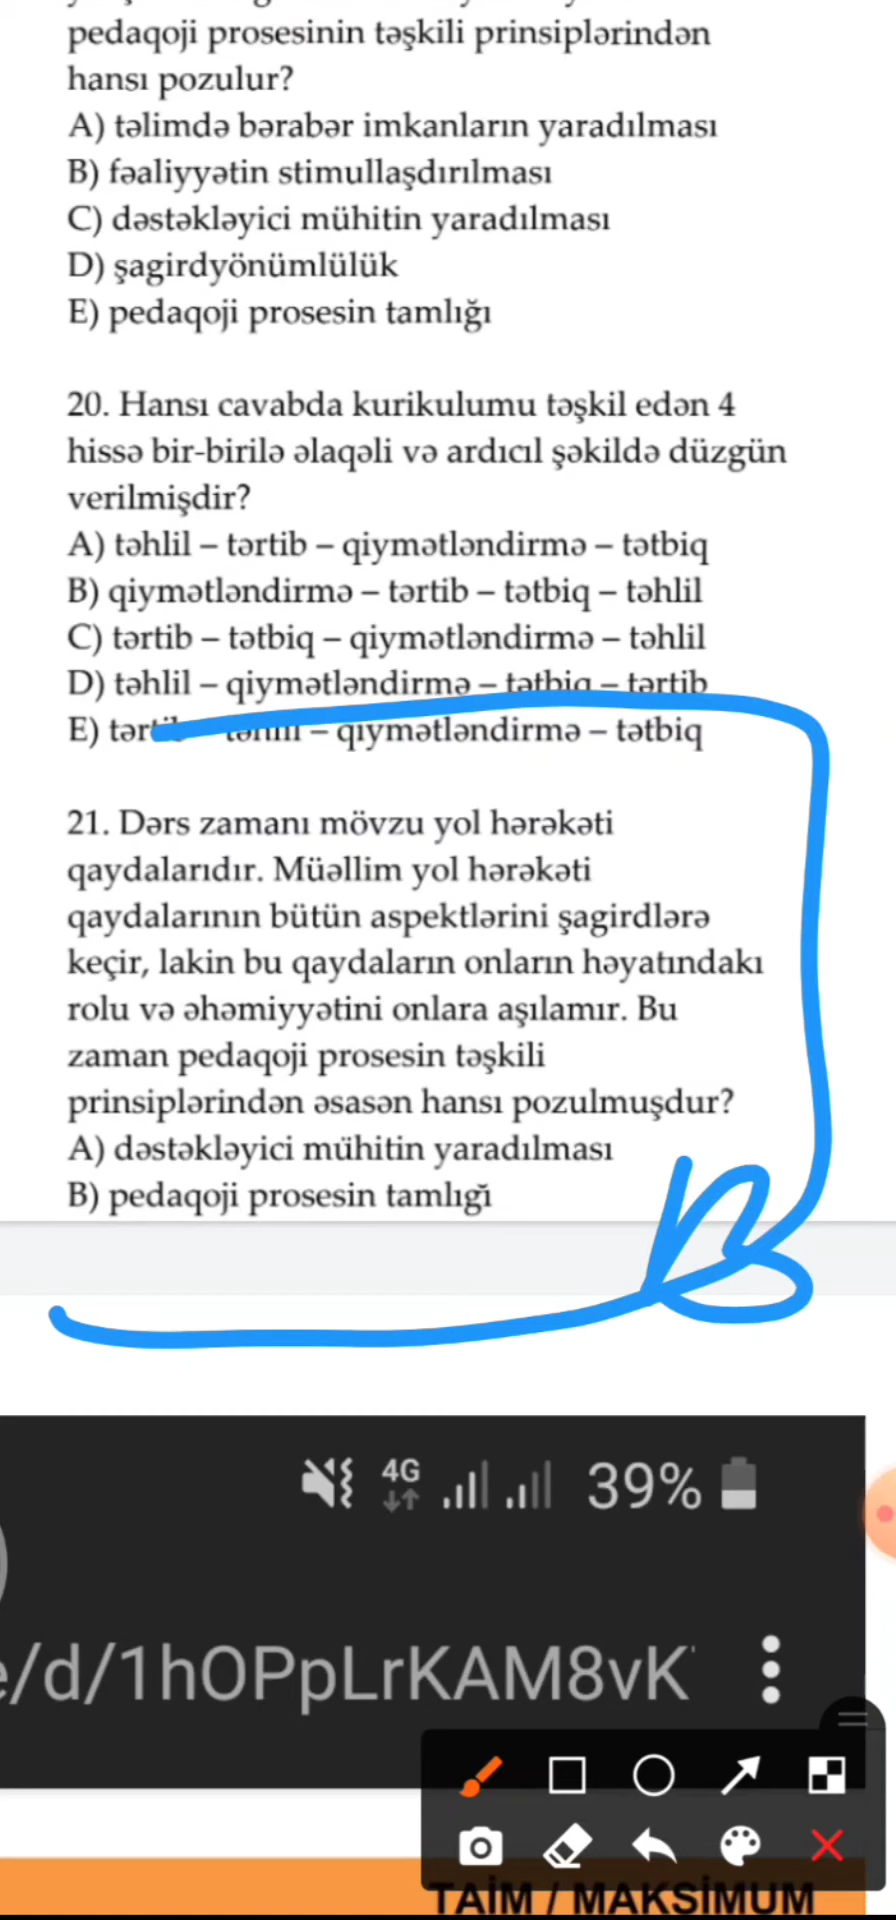 pedaqoji prosesinin təşkili prinsiplərindən
hansı pozulur?
A) təlimdə bərabər imkanların yaradılması
B) fəaliyyətin stimullaşdırılması
C) dəstəkləyici mühitin yaradılması
D) şagirdyönümlülük
E) pedaqoji prosesin tamlığı
20. Hansı cavabda kurikulumu təşkil edən 4
hissə bir-birilə əlaqəli və ardıcıl şəkildə düzgün
verilmişdir?
A) təhlil – tərtib – qiymətləndirmə – tətbiq
B) qiymətləndirmə – tərtib – tətbiq – təhlil
C) tərtib – tətbiq – qiymətləndirmə – təhlil
D) təhlil – qiymətləndirmə – tətbiq – tərtib
E) tərtib – təhlil – qiymətləndirmə – tətbiq
21. Dərs zamanı mövzu yol hərəkəti
qaydalarıdır. Müəllim yol hərəkəti
qaydalarının bütün aspektlərini şagirdlərə
keçir, lakin bu qaydaların onların həyatındakı
rolu və əhəmiyyətini onlara aşılamır. Bu
zaman pedaqoji prosesin təşkili
prinsiplərindən əsasən hansı pozulmuşdur?
A) dəstəkləyici mühitin yaradılması
B) pedaqoji prosesin tamlığı
B
4G
39%
/d/1hOPpLrKAM8vK
TAİM / MAKSİMUM